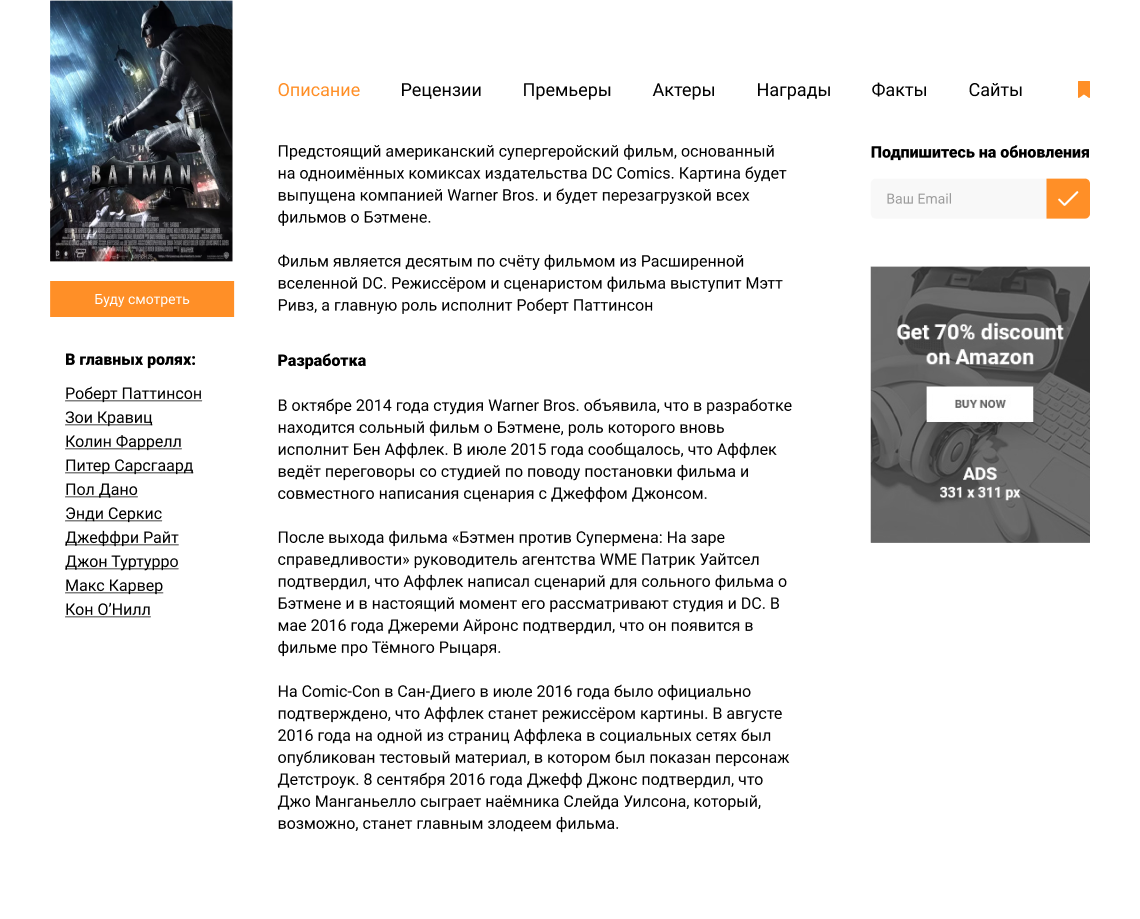 THE
BATMAN
Буду смотреть
В главных ролях:
Роберт Паттинсон
Зои Кравиц
Колин Фаррелл
Питер Сарсгаард
Пол Дано
Энди Серкис
Джеффри Райт
Джон Туртурро
Макс Карвер
Кон О’Нилл
Описание Рецензии Премьеры Актеры Награды Факты Сайты
Предстоящий американский супергеройский фильм, основанный
на одноимённых комиксах издательства DC Comics. Картина будет
выпущена компанией Warner Bros. и будет перезагрузкой всех
фильмов о Бэтмене.
Фильм является десятым по счёту фильмом из Расширенной
вселенной DC. Режиссёром и сценаристом фильма выступит Мэтт
Ривз, а главную роль исполнит Роберт Паттинсон
Разработка
В октябре 2014 года студия Warner Bros. объявила, что в разработке
находится сольный фильм о Бэтмене, роль которого вновь
исполнит Бен Аффлек. В июле 2015 года сообщалось, что Аффлек
ведёт переговоры со студией по поводу постановки фильма и
совместного написания сценария с Джеффом Джонсом.
После выхода фильма «Бэтмен против Супермена: На заре
справедливости» руководитель агентства WME Патрик Уайтсел
подтвердил, что Аффлек написал сценарий для сольного фильма о
Бэтмене и в настоящий момент его рассматривают студия и DC. В
мае 2016 года Джереми Айронс подтвердил, что он появится в
фильме про Тёмного Рыцаря.
На Comic-Con в Сан-Диего в июле 2016 года было официально
подтверждено, что Аффлек станет режиссёром картины. В августе
2016 года на одной из страниц Аффлека в социальных сетях был
опубликован тестовый материал, в котором был показан персонаж
Детстроук. 8 сентября 2016 года Джефф Джонс подтвердил, что
Джо Манганьелло сыграет наёмника Слейда Уилсона, который,
возможно, станет главным злодеем фильма.
Подпишитесь на обновления
Ваш Email
Get 70% discount
on Amazon
BUY NOW
ADS
331 x 311 px